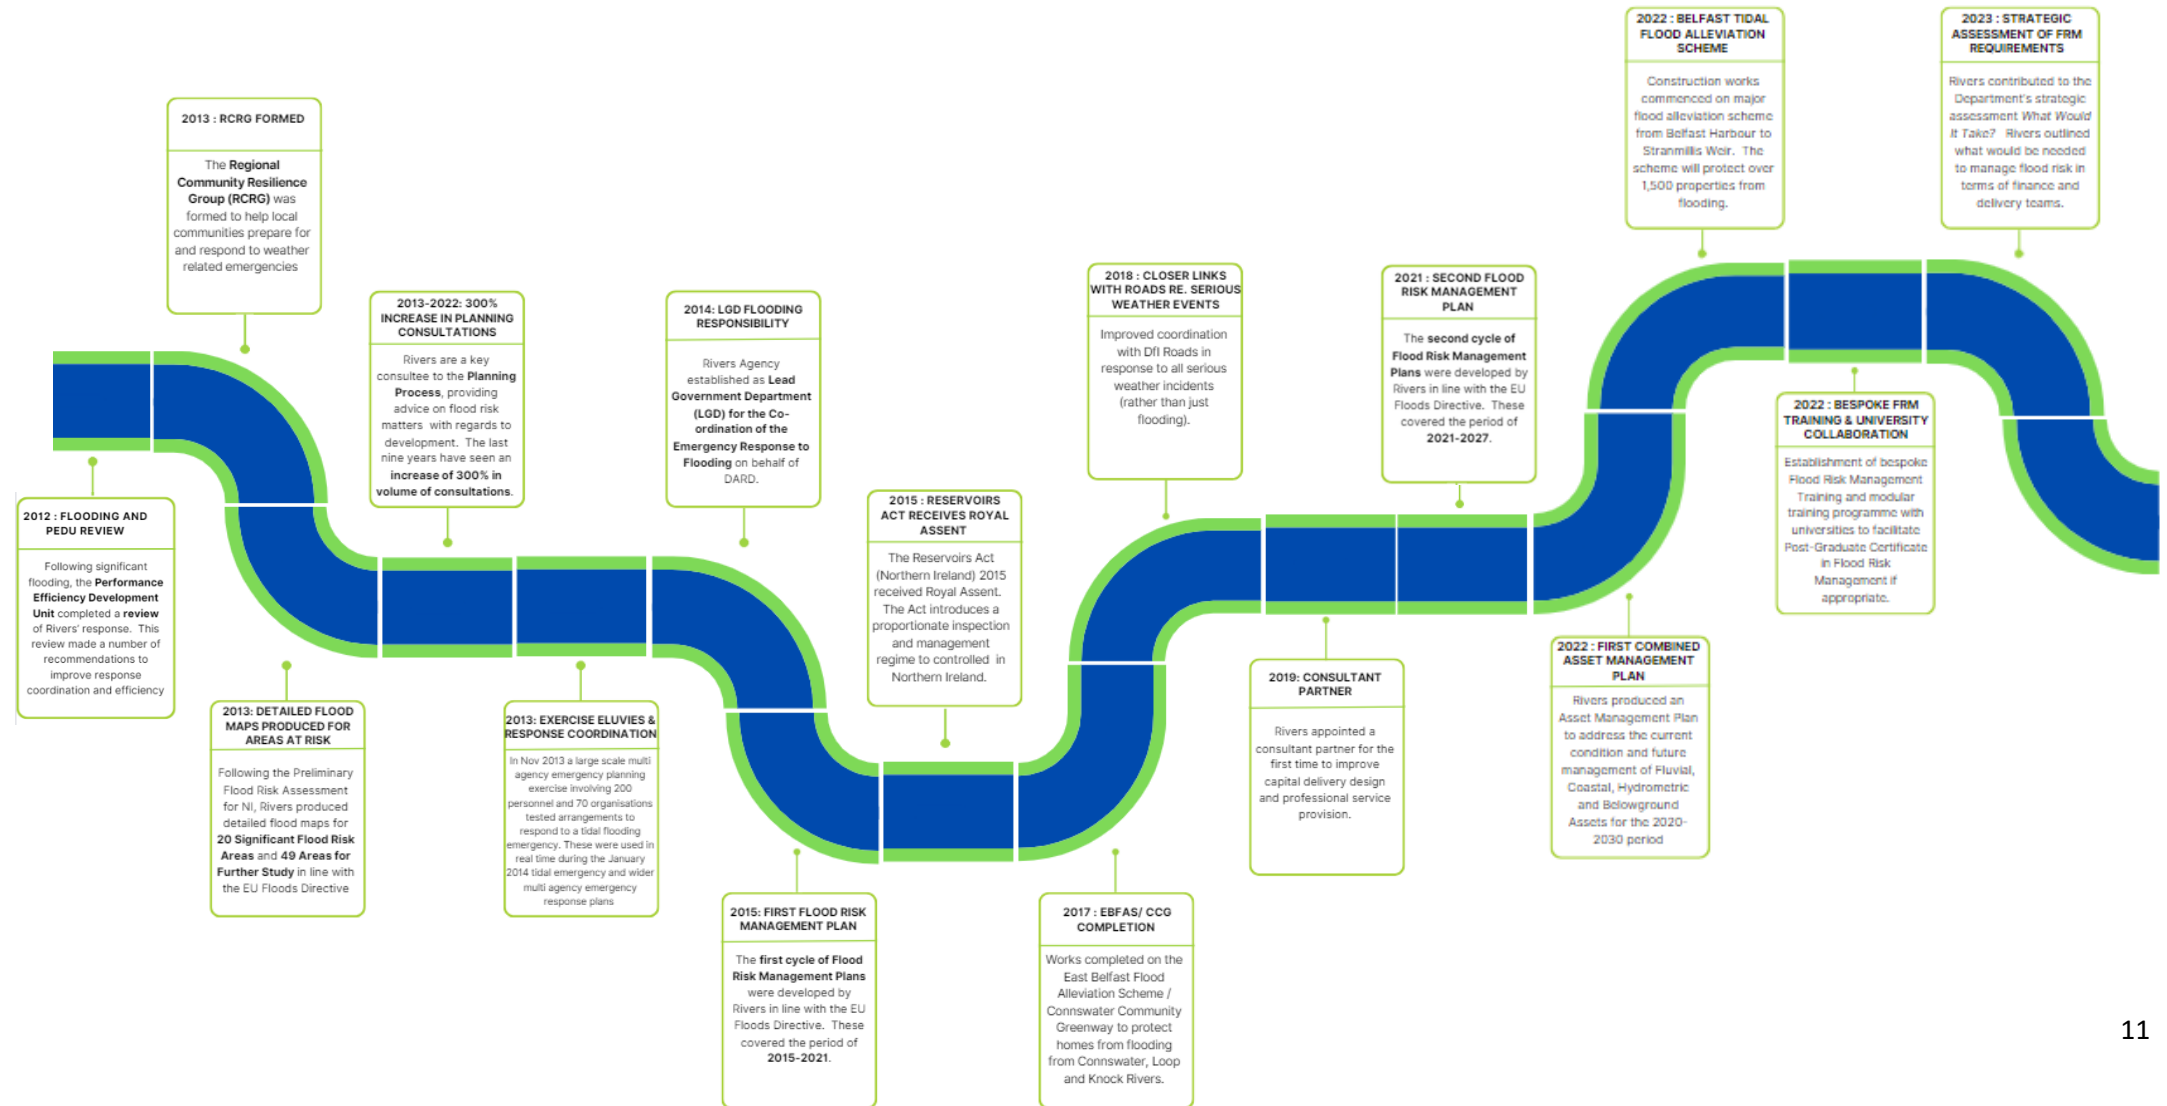 2012 : FLOODING AND
PEDU REVIEW
Following significant
flooding, the Performance
Efficiency Development
Unit completed a review
of Rivers' response. This
review made a number of
recommendations to
improve response
coordination and efficiency
2013 : RCRG FORMED
The Regional
Community Resilience
Group (RCRG) was
formed to help local
communities prepare for
and respond to weather
related emergencies
2013: DETAILED FLOOD
MAPS PRODUCED FOR
AREAS AT RISK
Following the Preliminary
Flood Risk Assessment
for NI, Rivers produced
detailed flood maps for
20 Significant Flood Risk
Areas and 49 Areas for
Further Study in line with
the EU Floods Directive
2013-2022: 300%
INCREASE IN PLANNING
CONSULTATIONS
Rivers are a key
consultee to the Planning
Process, providing
advice on flood risk
matters with regards to
development. The last
nine years have seen an
increase of 300% in
volume of consultations.
2013: EXERCISE ELUVIES &
RESPONSE COORDINATION
In Nov 2013 a large scale multi
agency emergency planning
exercise involving 200
personnel and 70 organisations
tested arrangements to
respond to a tidal flooding
emergency. These were used in
real time during the January
2014 tidal emergency and wider
multi agency emergency
response plans
2014: LGD FLOODING
RESPONSIBILITY
Rivers Agency
established as Lead
Government Department
(LGD) for the Co-
ordination of the
Emergency Response to
Flooding on behalf of
DARD.
2015: FIRST FLOOD RISK
MANAGEMENT PLAN
The first cycle of Flood
Risk Management Plans
were developed by
Rivers in line with the EU
Floods Directive. These
covered the period of
2015-2021.
2015 : RESERVOIRS
ACT RECEIVES ROYAL
ASSENT
The Reservoirs Act
(Northern Ireland) 2015
received Royal Assent.
The Act introduces a
proportionate inspection
and management
regime to controlled in
Northern Ireland.
2017 : EBFAS/ CCG
COMPLETION
Works completed on the
East Belfast Flood
Alleviation Scheme /
Connswater Community
Greenway to protect
homes from flooding
from Connswater, Loop
and Knock Rivers.
2018 : CLOSER LINKS
WITH ROADS RE. SERIOUS
WEATHER EVENTS
Improved coordination
with DfI Roads in
response to all serious
weather incidents
(rather than just
flooding).
2019: CONSULTANT
PARTNER
Rivers appointed a
consultant partner for the
first time to improve
capital delivery design
and professional service
provision.
2021 : SECOND FLOOD
RISK MANAGEMENT
PLAN
The second cycle of
Flood Risk Management
Plans were developed by
Rivers in line with the EU
Floods Directive. These
covered the period of
2021-2027.
2022 : FIRST COMBINED
ASSET MANAGEMENT
PLAN
Rivers produced an
Asset Management Plan
to address the current
condition and future
management of Fluvial,
Coastal, Hydrometric
and Belowground
Assets for the 2020-
2030 period
2022 : BELFAST TIDAL
FLOOD ALLEVIATION
SCHEME
Construction works
commenced on major
flood alleviation scheme
from Belfast Harbour to
Stranmillis Weir. The
scheme will protect over
1,500 properties from
flooding.
2022 : BESPOKE FRM
TRAINING & UNIVERSITY
COLLABORATION
Establishment of bespoke
Flood Risk Management
Training and modular
training programme with
universities to facilitate
Post-Graduate Certificate
in Flood Risk
Management if
appropriate.
2023 : STRATEGIC
ASSESSMENT OF FRM
REQUIREMENTS
Rivers contributed to the
Department's strategic
assessment What Would
It Take? Rivers outlined
what would be needed
to manage flood risk in
terms of finance and
delivery teams.
11